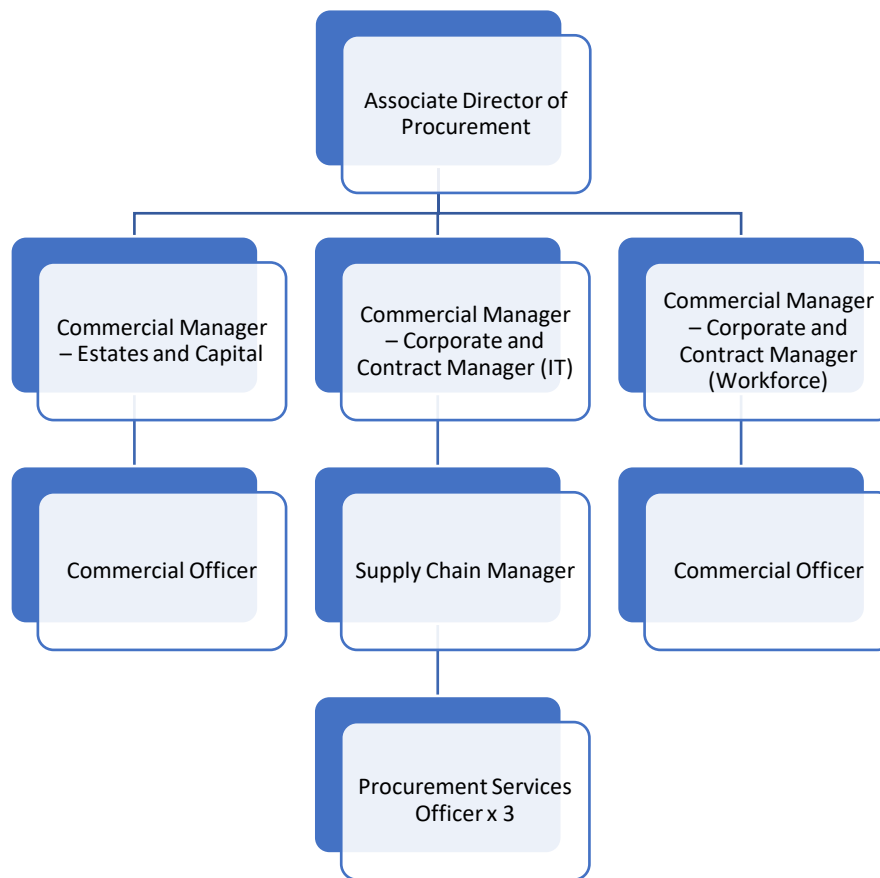 Associate Director of
Procurement
Commercial Manager
– Estates and Capital
Commercial Manager
– Corporate and
Contract Manager (IT)
Commercial Manager
– Corporate and
Contract Manager
(Workforce)
Commercial Officer
Supply Chain Manager
Commercial Officer
Procurement Services
Officer x 3